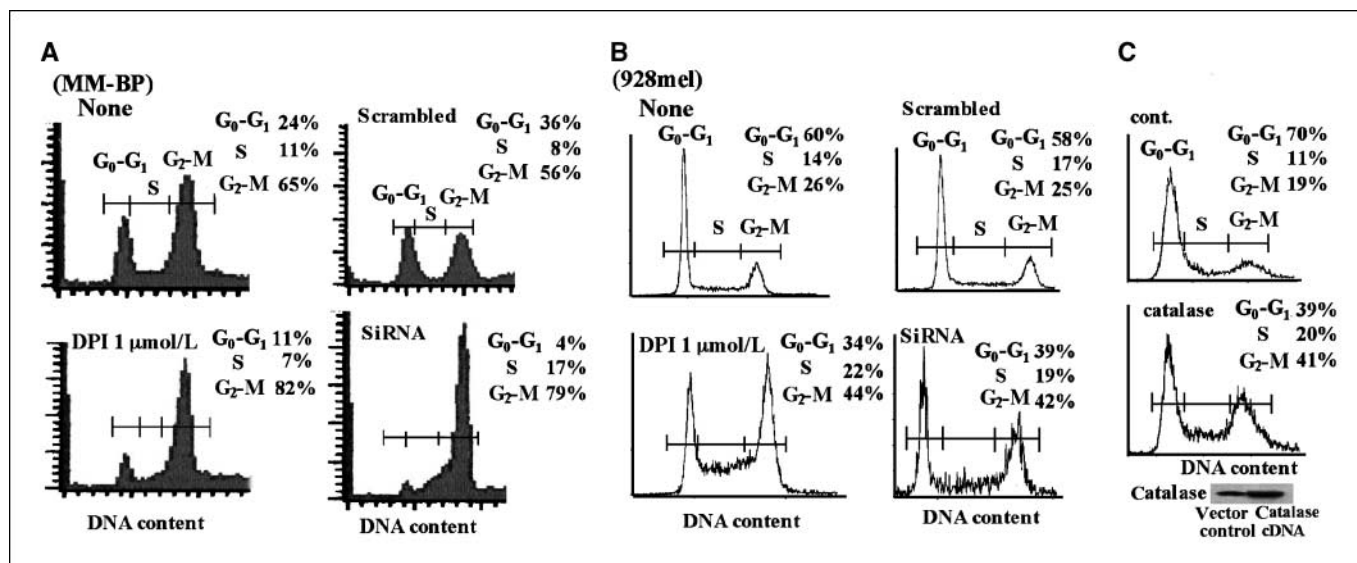 A
(MM-BP)
None
G₀-G₁ 24%
S 11%
G₂-M 65%
G₀-G₁
S
G₂-M
Scrambled
G₀-G₁ 36%
S 8%
G₂-M 56%
G₀-G₁
S
G₂-M
DPI 1 µmol/L
G₀-G₁ 11%
S 7%
G₂-M 82%
SiRNA
G₀-G₁ 4%
S 17%
G₂-M 79%
DNA content
DNA content
B
(928mel)
None
G₀-G₁
G₀-G₁ 60%
S 14%
G₂-M 26%
S
G₂-M
Scrambled
G₀-G₁
G₀-G₁ 58%
S 17%
G₂-M 25%
S
G₂-M
DPI 1 µmol/L
G₀-G₁ 34%
S 22%
G₂-M 44%
SiRNA
G₀-G₁ 39%
S 19%
G₂-M 42%
DNA content
DNA content
C
cont.
G₀-G₁
G₀-G₁ 70%
S 11%
G₂-M 19%
S
G₂-M
catalase
G₀-G₁ 39%
S 20%
G₂-M 41%
DNA content
Catalase
Vector Catalase
control cDNA